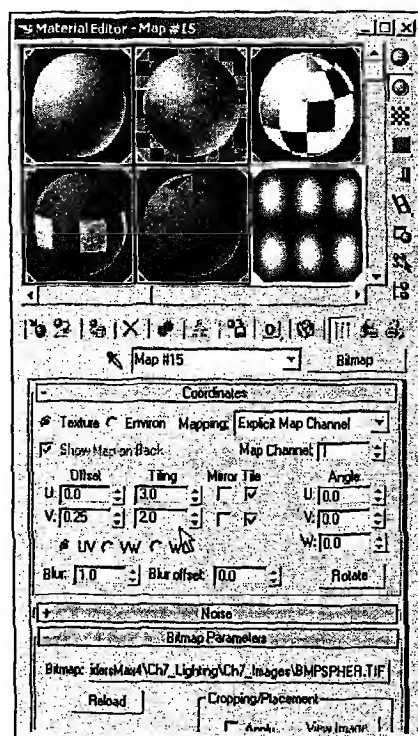 Material Editor - Map #15
Map #15 Bitmap
Coordinates
Texture Environ Mapping: Explicit Map Channel
Show Map on Back Map Channel: 1
Offset Tiling Mirror Tile Angle
U: 0.0 3.0 U: 0.0
V: 0.25 2.0 V: 0.0
W: 0.0
UV VW WU
Blur: 1.0 Blur offset: 0.0 Rotate
Noise
Bitmap Parameters
Bitmap: idersMax4\Ch7_Lighting\Ch7_Images\BMPSPHER.TIF
Reload Cropping/Placement
Apply View Image